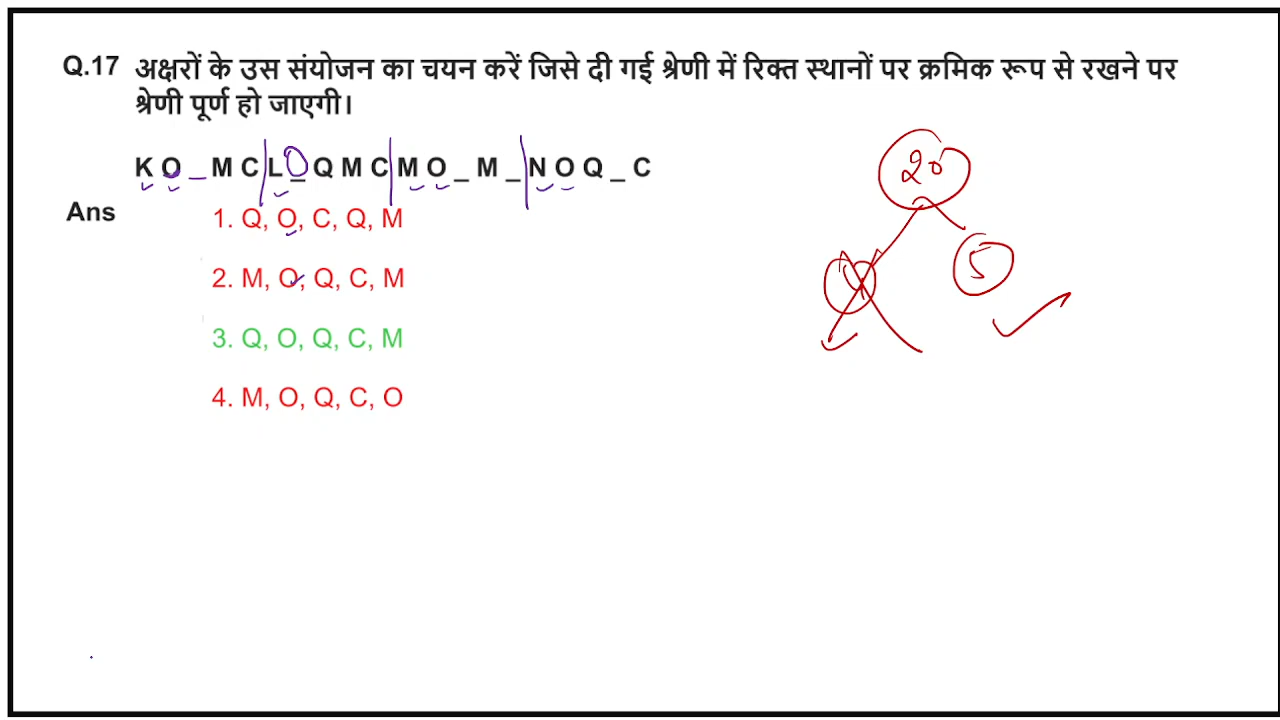 Q.17 अक्षरों के उस संयोजन का चयन करें जिसे दी गई श्रेणी में रिक्त स्थानों पर क्रमिक रूप से रखने पर
श्रेणी पूर्ण हो जाएगी।
K O _ M C L _ Q M C M O _ M _ N O Q _ C
O
Ans
1. Q, O, C, Q, M
2. M, O, Q, C, M
3. Q, O, Q, C, M
4. M, O, Q, C, O
20
5